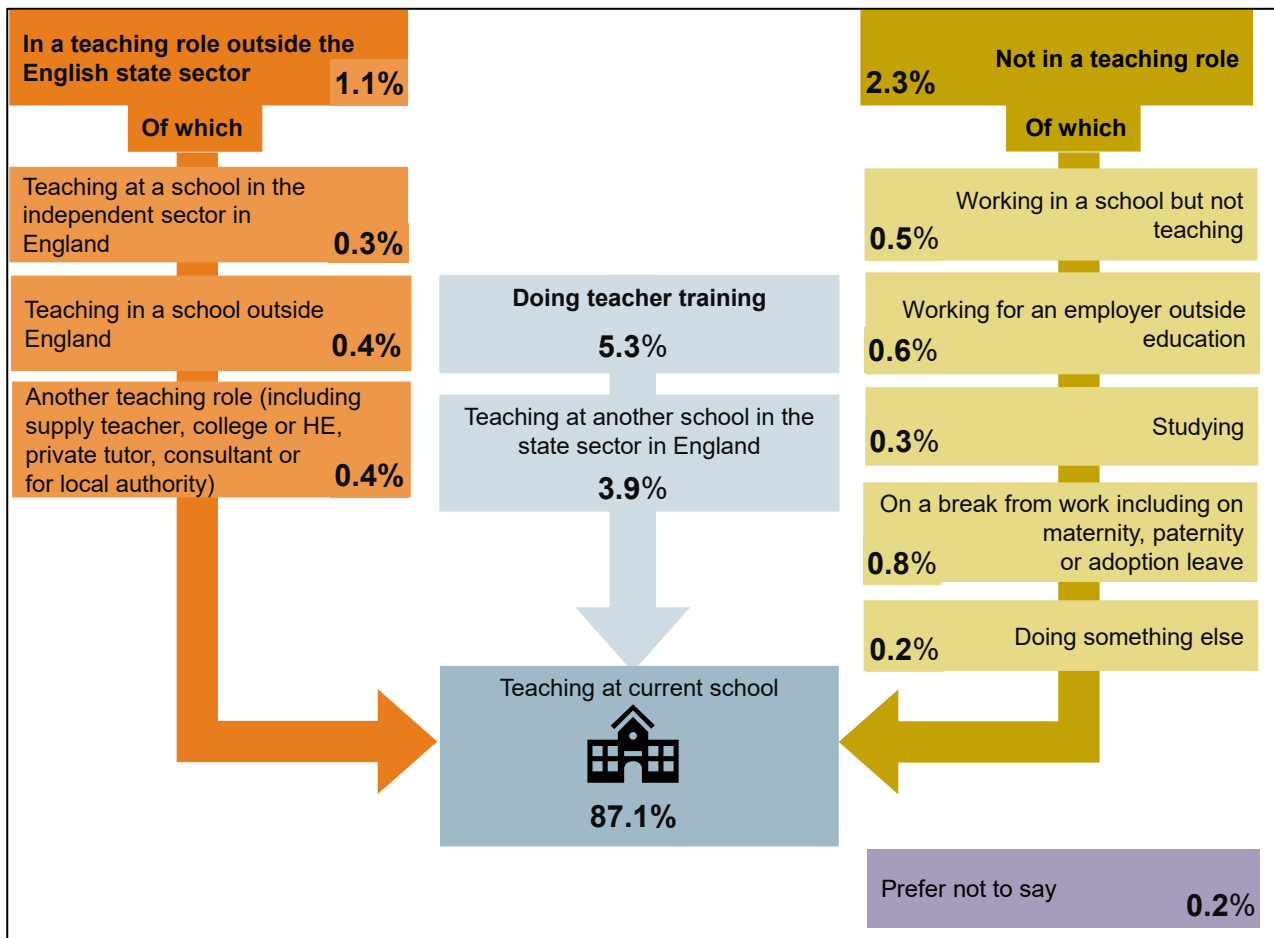 In a teaching role outside the
English state sector
1.1%
Of which
Teaching at a school in the
independent sector in
England
0.3%
Teaching in a school outside
England
0.4%
Another teaching role (including
supply teacher, college or HE,
private tutor, consultant or
for local authority)
0.4%
Doing teacher training
5.3%
Teaching at another school in the
state sector in England
3.9%
Teaching at current school
87.1%
Not in a teaching role
2.3%
Of which
Working in a school but not
teaching
0.5%
Working for an employer outside
education
0.6%
Studying
0.3%
On a break from work including on
maternity, paternity
or adoption leave
0.8%
Doing something else
0.2%
Prefer not to say
0.2%